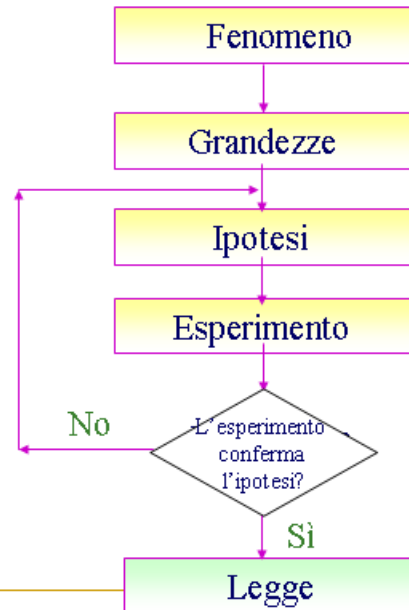 Fenomeno
Grandezze
Ipotesi
Esperimento
L'esperimento
conferma
l'ipotesi?
No
Sì
Legge